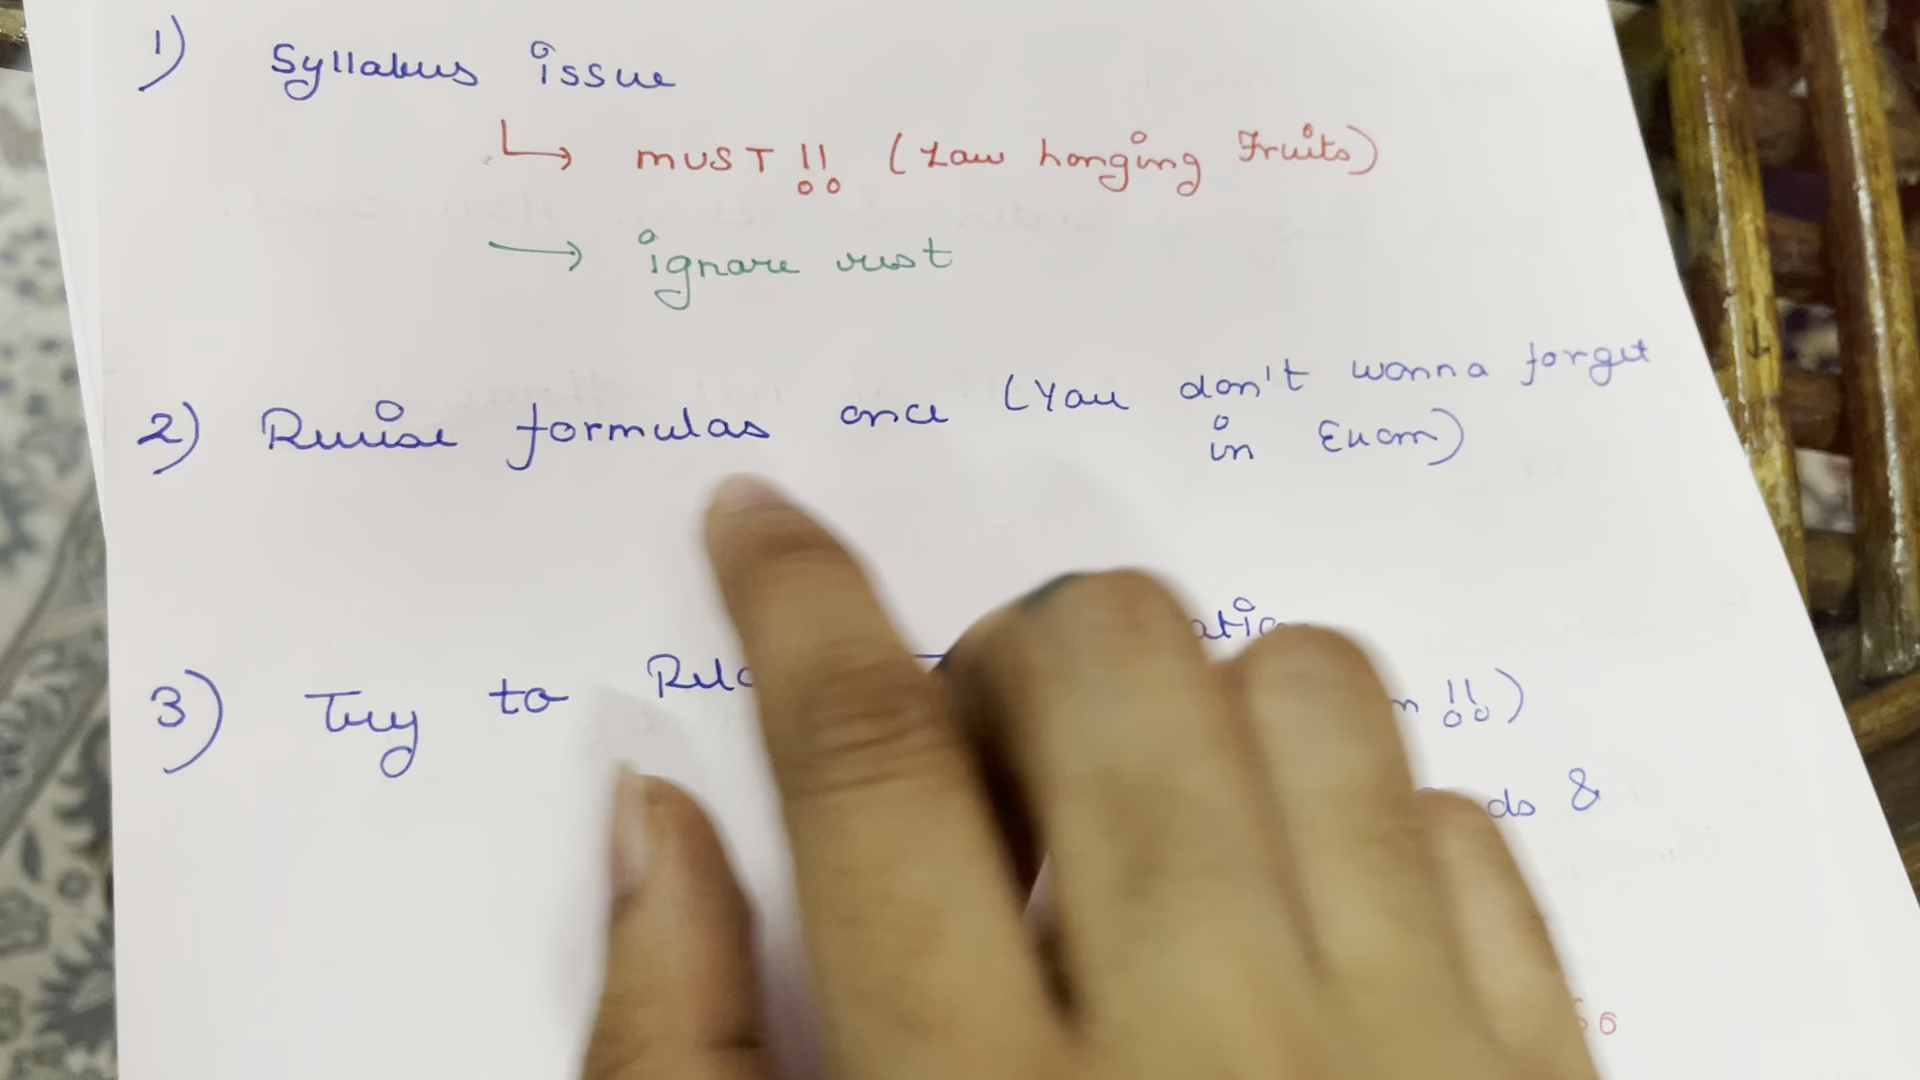 1) Syllabus issue
↳ MUST!! (Low hanging Fruits)
→ ignore rest
2) Revise formulas once (You don't wanna forget
in Exam)
3) Try to
!!)
&